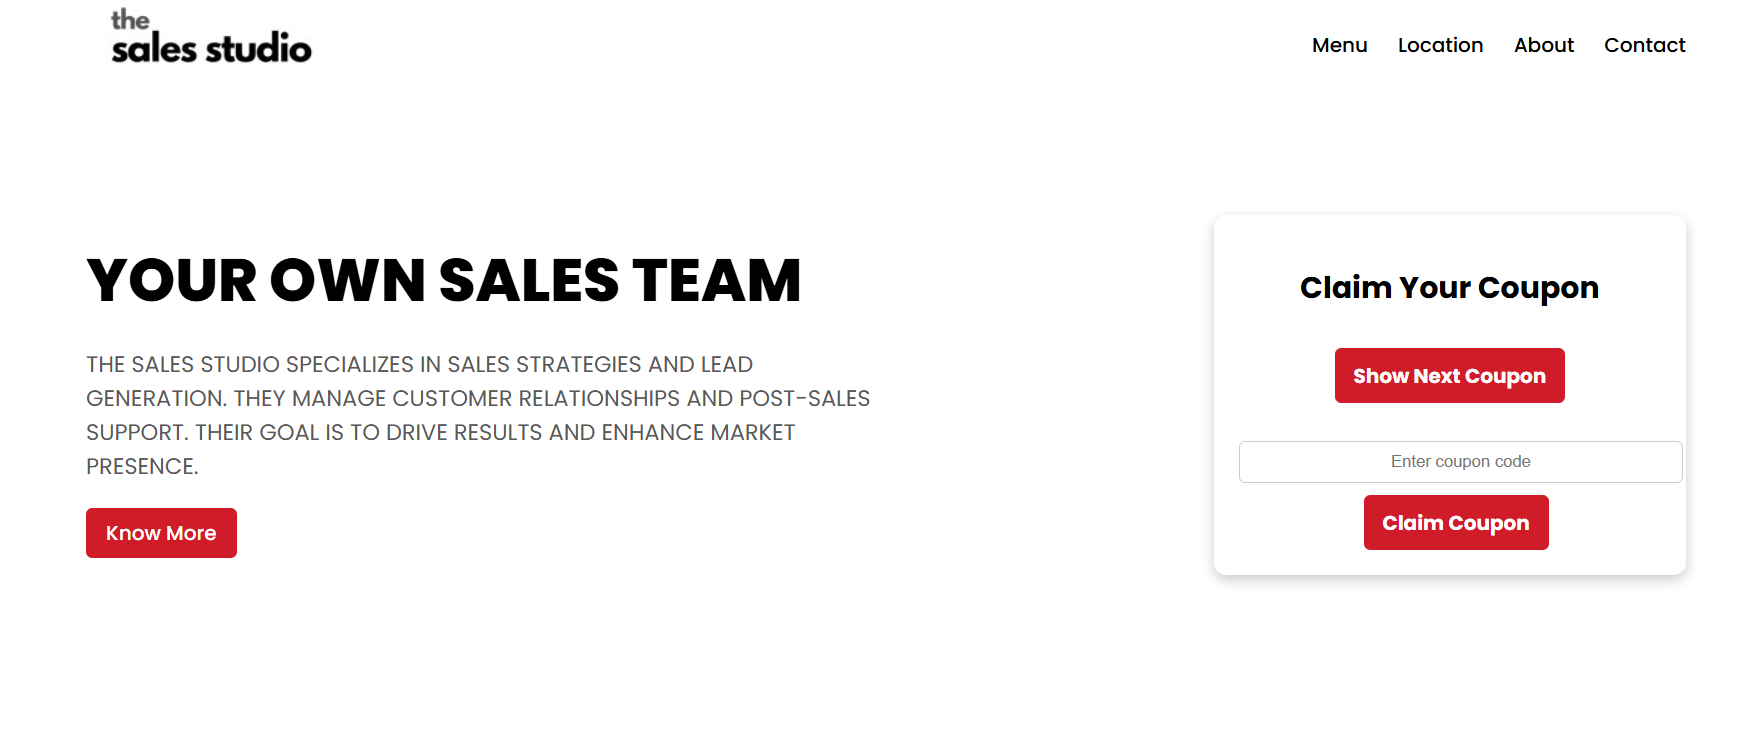 the
sales studio
Menu Location About Contact
YOUR OWN SALES TEAM
THE SALES STUDIO SPECIALIZES IN SALES STRATEGIES AND LEAD
GENERATION. THEY MANAGE CUSTOMER RELATIONSHIPS AND POST-SALES
SUPPORT. THEIR GOAL IS TO DRIVE RESULTS AND ENHANCE MARKET
PRESENCE.
Know More
Claim Your Coupon
Show Next Coupon
Enter coupon code
Claim Coupon